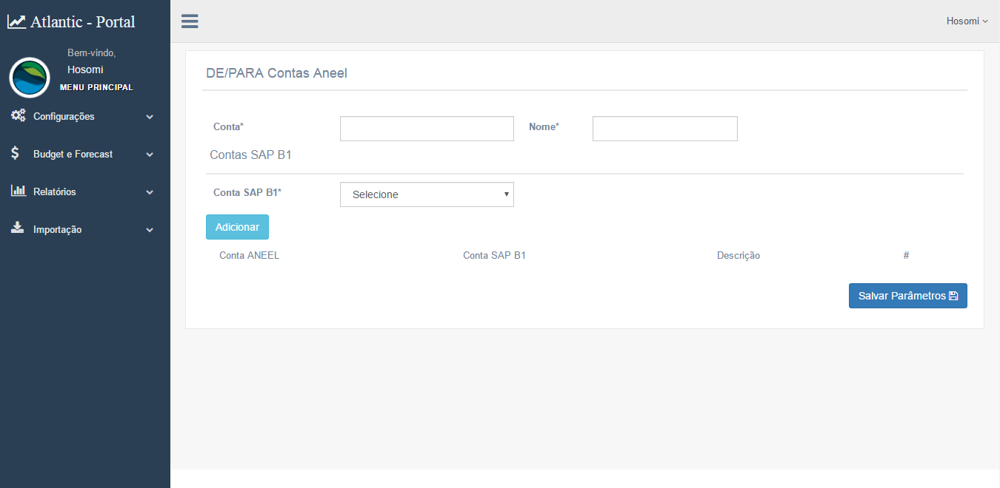 Atlantic - Portal
Hosomi
Bem-vindo,
Hosomi
MENU PRINCIPAL
Configurações
Budget e Forecast
Relatórios
Importação
DE/PARA Contas Aneel
Conta* Nome*
Contas SAP B1
Conta SAP B1* Selecione
Adicionar
Conta ANEEL Conta SAP B1 Descrição #
Salvar Parâmetros